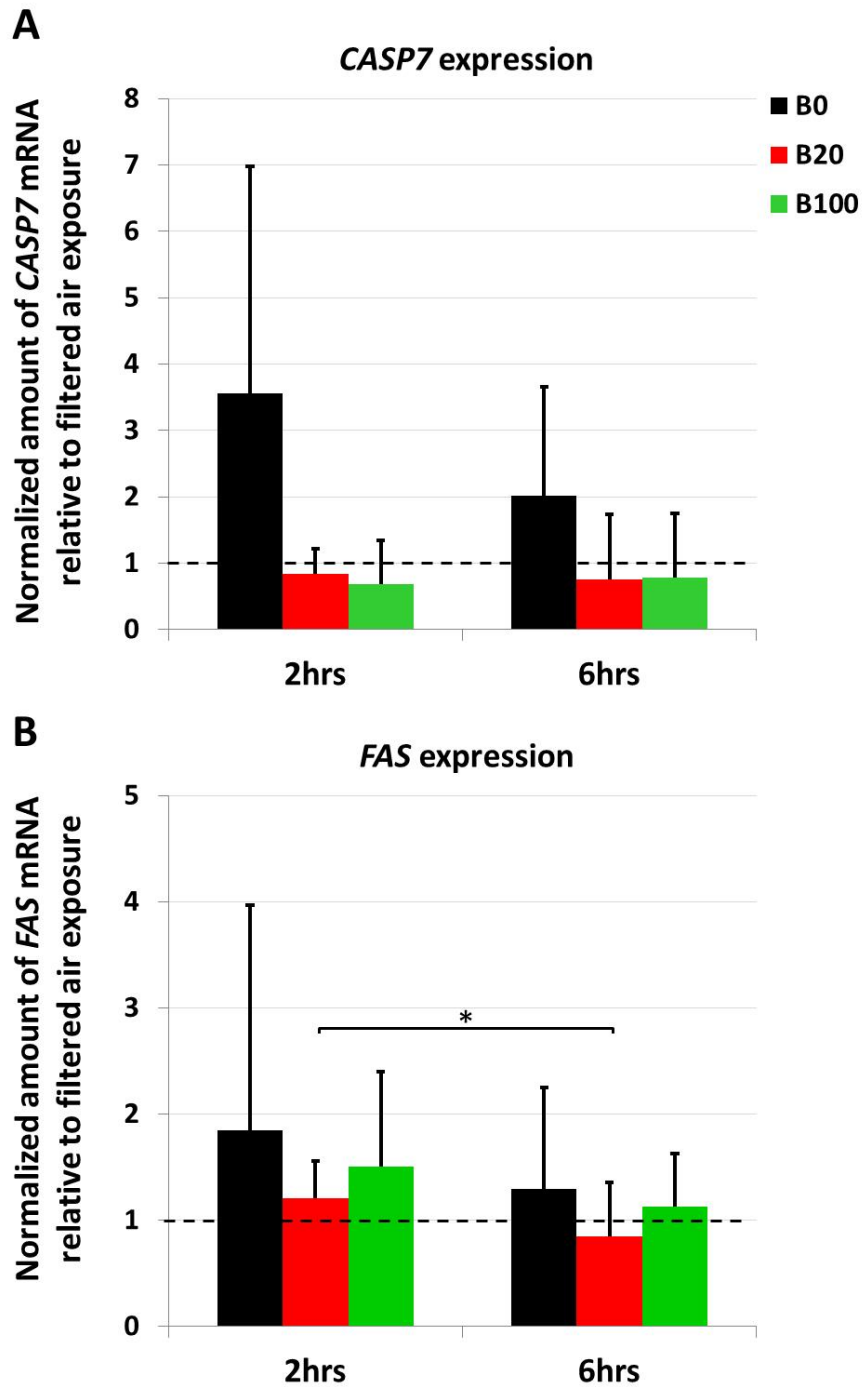 A
CASP7 expression
Normalized amount of CASP7 mRNA
relative to filtered air exposure
8
7
6
5
4
3
2
1
0
B0
B20
B100
2hrs
6hrs
B
FAS expression
Normalized amount of FAS mRNA
relative to filtered air exposure
5
4
3
2
1
0
*
2hrs
6hrs